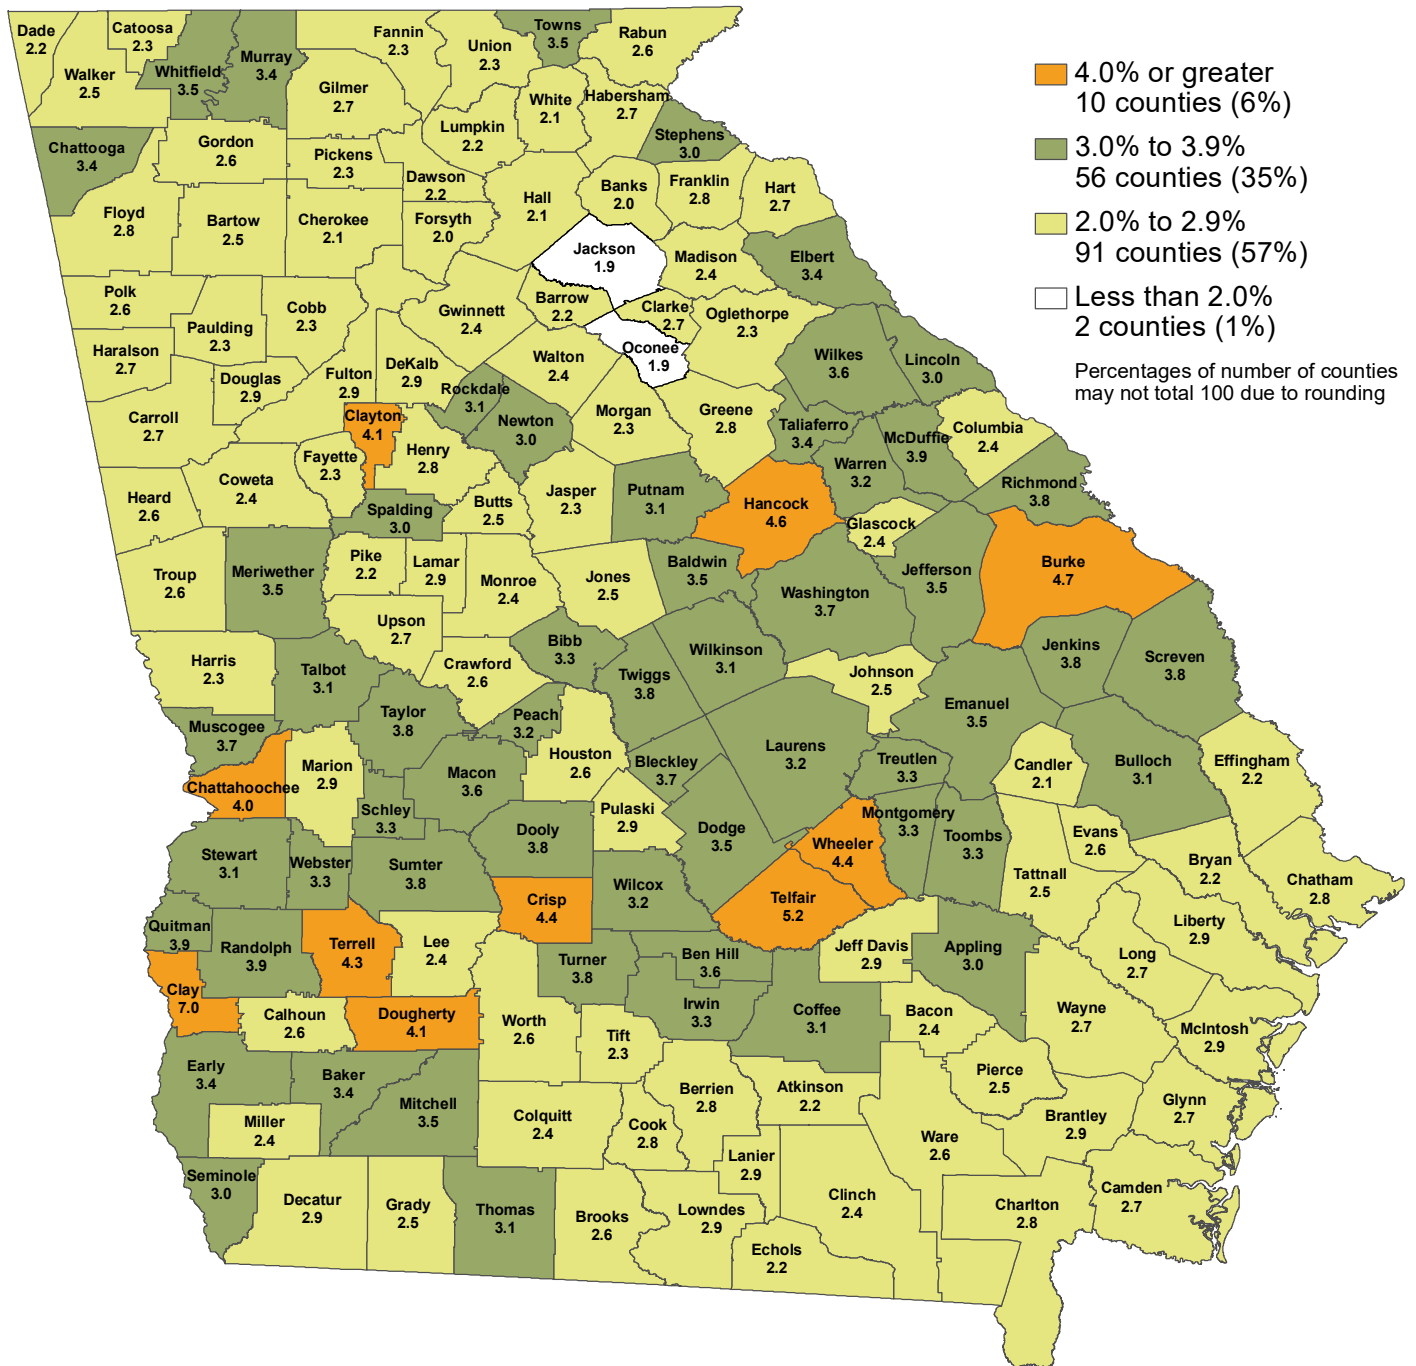 Dade
2.2
Catoosa
2.3
Walker
2.5
Whitfield
3.5
Murray
3.4
Fannin
2.3
Union
2.3
Towns
3.5
Rabun
2.6
Gilmer
2.7
White
2.1
Habersham
2.7
Lumpkin
2.2
Stephens
3.0
Chattooga
3.4
Gordon
2.6
Pickens
2.3
Dawson
2.2
Hall
2.1
Banks
2.0
Franklin
2.8
Hart
2.7
Floyd
2.8
Bartow
2.5
Cherokee
2.1
Forsyth
2.0
Jackson
1.9
Madison
2.4
Elbert
3.4
Polk
2.6
Paulding
2.3
Cobb
2.3
Gwinnett
2.4
Barrow
2.2
Clarke
2.7
Oglethorpe
2.3
Haralson
2.7
Douglas
2.9
Fulton
2.9
DeKalb
2.9
Walton
2.4
Oconee
1.9
Wilkes
3.6
Lincoln
3.0
Carroll
2.7
Clayton
4.1
Rockdale
3.1
Newton
3.0
Morgan
2.3
Greene
2.8
Taliaferro
3.4
McDuffie
3.9
Columbia
2.4
Coweta
2.4
Fayette
2.3
Henry
2.8
Warren
3.2
Richmond
3.8
Heard
2.6
Spalding
3.0
Butts
2.5
Jasper
2.3
Putnam
3.1
Hancock
4.6
Glascock
2.4
Troup
2.6
Meriwether
3.5
Pike
2.2
Lamar
2.9
Monroe
2.4
Jones
2.5
Baldwin
3.5
Washington
3.7
Jefferson
3.5
Burke
4.7
Upson
2.7
Bibb
3.3
Wilkinson
3.1
Jenkins
3.8
Screven
3.8
Harris
2.3
Talbot
3.1
Crawford
2.6
Twiggs
3.8
Johnson
2.5
Emanuel
3.5
Muscogee
3.7
Taylor
3.8
Peach
3.2
Houston
2.6
Bleckley
3.7
Laurens
3.2
Treutlen
3.3
Candler
2.1
Bulloch
3.1
Effingham
2.2
Chattahoochee
4.0
Marion
2.9
Schley
3.3
Macon
3.6
Pulaski
2.9
Dodge
3.5
Wheeler
4.4
Montgomery
3.3
Toombs
3.3
Evans
2.6
Stewart
3.1
Webster
3.3
Sumter
3.8
Dooly
3.8
Tattnall
2.5
Bryan
2.2
Chatham
2.8
Quitman
3.9
Randolph
3.9
Terrell
4.3
Lee
2.4
Crisp
4.4
Wilcox
3.2
Telfair
5.2
Liberty
2.9
Turner
3.8
Ben Hill
3.6
Jeff Davis
2.9
Appling
3.0
Long
2.7
Clay
7.0
Calhoun
2.6
Dougherty
4.1
Worth
2.6
Tift
2.3
Irwin
3.3
Coffee
3.1
Bacon
2.4
Wayne
2.7
McIntosh
2.9
Early
3.4
Baker
3.4
Mitchell
3.5
Pierce
2.5
Miller
2.4
Colquitt
2.4
Cook
2.8
Berrien
2.8
Atkinson
2.2
Ware
2.6
Brantley
2.9
Glynn
2.7
Seminole
3.0
Decatur
2.9
Grady
2.5
Thomas
3.1
Brooks
2.6
Lowndes
2.9
Lanier
2.9
Clinch
2.4
Echols
2.2
Charlton
2.8
Camden
2.7
4.0% or greater
10 counties (6%)
3.0% to 3.9%
56 counties (35%)
2.0% to 2.9%
91 counties (57%)
Less than 2.0%
2 counties (1%)
Percentages of number of counties
may not total 100 due to rounding